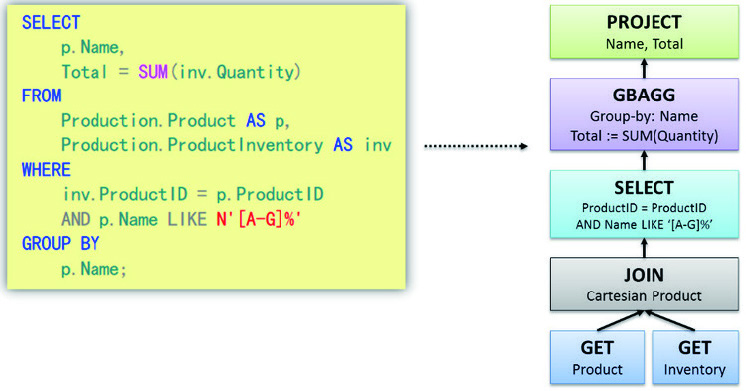 SELECT
p.Name,
Total = SUM(inv.Quantity)
FROM
Production.Product AS p,
Production.ProductInventory AS inv
WHERE
inv.ProductID = p.ProductID
AND p.Name LIKE N'[A-G]%'
GROUP BY
p.Name;
PROJECT
Name, Total
GBAGG
Group-by: Name
Total := SUM(Quantity)
SELECT
ProductID = ProductID
AND Name LIKE ‘[A-G]%’
JOIN
Cartesian Product
GET
Product
GET
Inventory